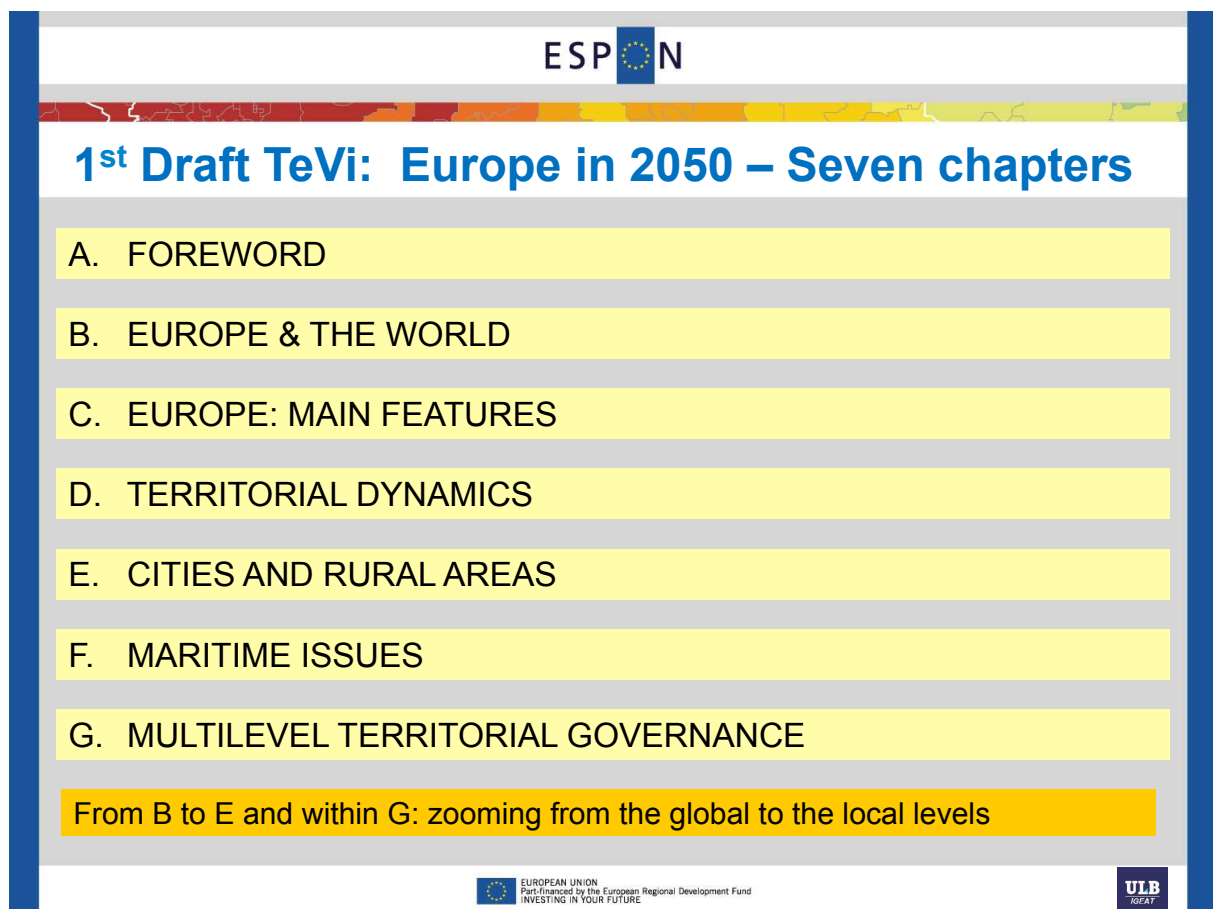 ESPON
1st Draft TeVi: Europe in 2050 – Seven chapters
A. FOREWORD
B. EUROPE & THE WORLD
C. EUROPE: MAIN FEATURES
D. TERRITORIAL DYNAMICS
E. CITIES AND RURAL AREAS
F. MARITIME ISSUES
G. MULTILEVEL TERRITORIAL GOVERNANCE
From B to E and within G: zooming from the global to the local levels
EUROPEAN UNION
Part-financed by the European Regional Development Fund
INVESTING IN YOUR FUTURE
ULB
IGEAT